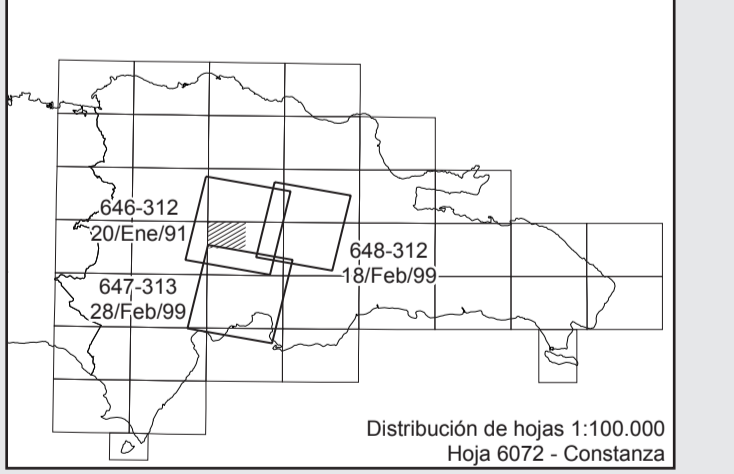 646-312
20/Ene/91
648-312
18/Feb/99
647-313
28/Feb/99
Distribución de hojas 1:100.000
Hoja 6072 - Constanza